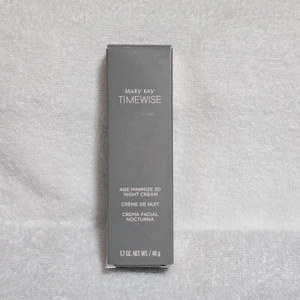 MARY KAY
TIMEWISE
AGE MINIMIZE 3D
NIGHT CREAM
CRÈME DE NUIT
CREMA FACIAL
NOCTURNA
1.7 OZ. NET WT. / 48 g